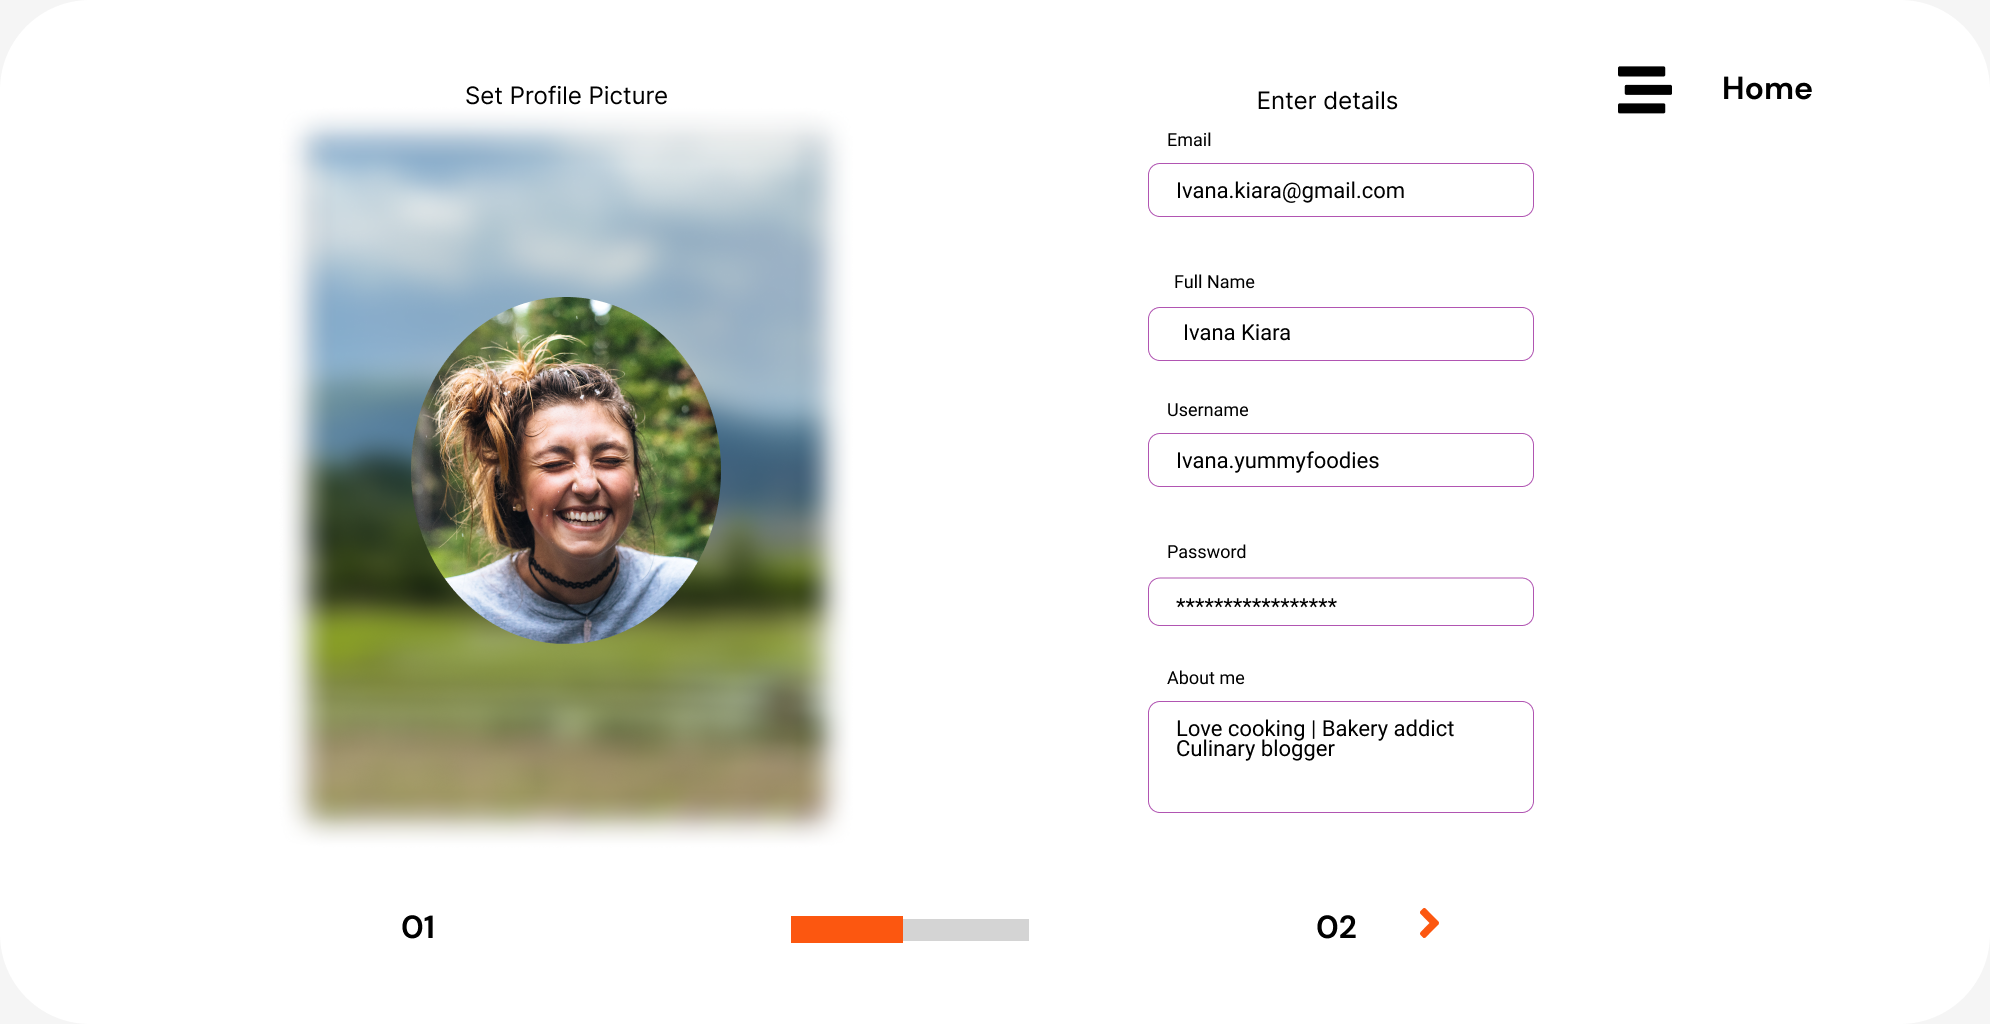 Home
Set Profile Picture
Enter details
Email
Ivana.kiara@gmail.com
Full Name
Ivana Kiara
Username
Ivana.yummyfoodies
Password
*****************
About me
Love cooking | Bakery addict
Culinary blogger
01
02